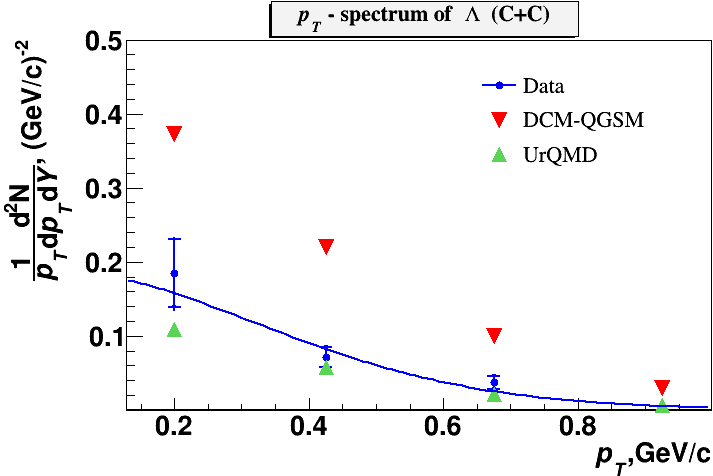 p_T - spectrum of Λ (C+C)
1/p_T d²N/dp_T dY, (GeV/c)⁻²
0.5
0.4
0.3
0.2
0.1
Data
DCM-QGSM
UrQMD
0.2 0.4 0.6 0.8
p_T,GeV/c